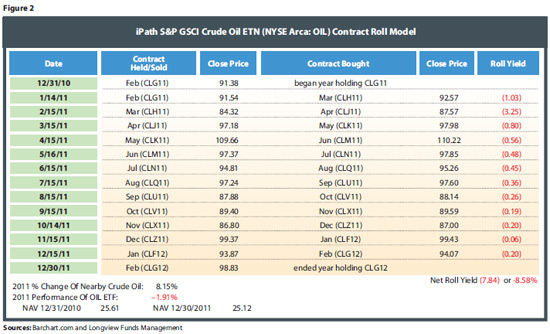 Figure 2
iPath S&P GSCI Crude Oil ETN (NYSE Arca: OIL) Contract Roll Model
Date Contract Held/Sold Close Price Contract Bought Close Price Roll Yield
12/31/10 Feb (CLG11) 91.38 began year holding CLG11
1/14/11 Feb (CLG11) 91.54 Mar (CLH11) 92.57 (1.03)
2/15/11 Mar (CLH11) 84.32 Apr (CLJ11) 87.57 (3.25)
3/15/11 Apr (CLJ11) 97.18 May (CLK11) 97.98 (0.80)
4/15/11 May (CLK11) 109.66 Jun (CLM11) 110.22 (0.56)
5/16/11 Jun (CLM11) 97.37 Jul (CLN11) 97.85 (0.48)
6/15/11 Jul (CLN11) 94.81 Aug (CLQ11) 95.26 (0.45)
7/15/11 Aug (CLQ11) 97.24 Sep (CLU11) 97.60 (0.36)
8/15/11 Sep (CLU11) 87.88 Oct (CLV11) 88.14 (0.26)
9/15/11 Oct (CLV11) 89.40 Nov (CLX11) 89.59 (0.19)
10/14/11 Nov (CLX11) 86.80 Dec (CLZ11) 87.00 (0.20)
11/15/11 Dec (CLZ11) 99.37 Jan (CLF12) 99.43 (0.06)
12/15/11 Jan (CLF12) 93.87 Feb (CLG12) 94.07 (0.20)
12/30/11 Feb (CLG12) 98.83 ended year holding CLG12
Net Roll Yield (7.84) or -8.58%
2011 % Change Of Nearby Crude Oil: 8.15%
2011 Performance Of OIL ETF: −1.91%
NAV 12/31/2010 25.61 NAV 12/30/2011 25.12
Sources: Barchart.com and Longview Funds Management